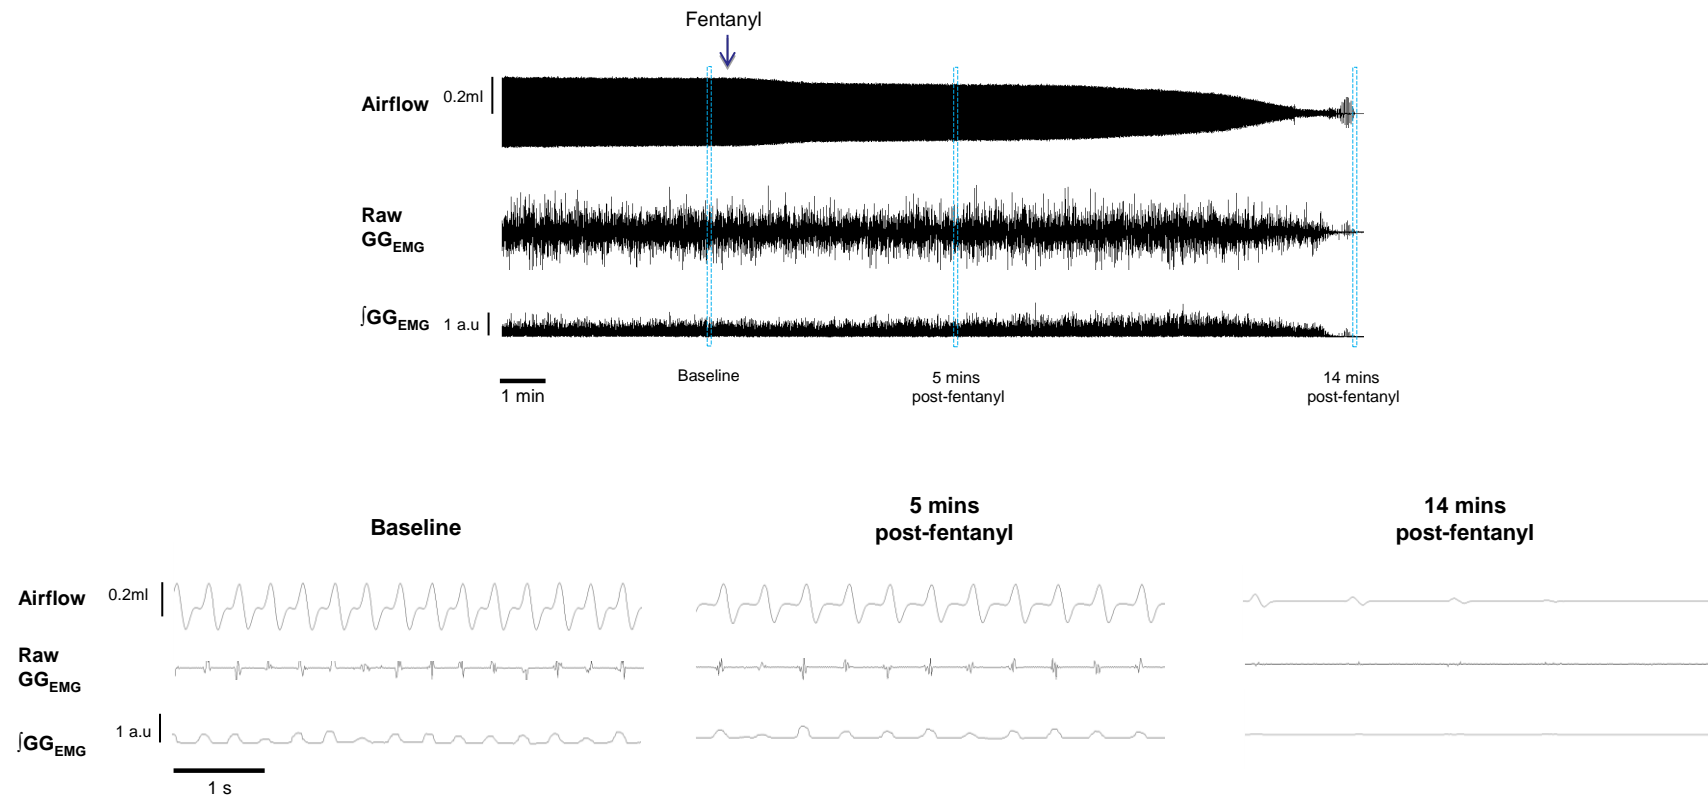 Fentanyl
Airflow 0.2ml
Raw
GGEMG
∫GGEMG 1 a.u
1 min
Baseline
5 mins
post-fentanyl
14 mins
post-fentanyl
Baseline
5 mins
post-fentanyl
14 mins
post-fentanyl
Airflow 0.2ml
Raw
GGEMG
∫GGEMG 1 a.u
1 s